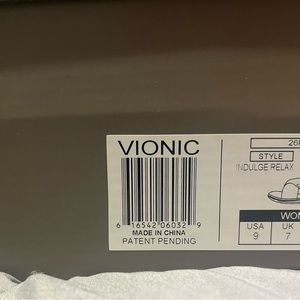 VIONIC
6 16542 06032 9
MADE IN CHINA
PATENT PENDING
STYLE
INDULGE RELAX
USA UK
9 7